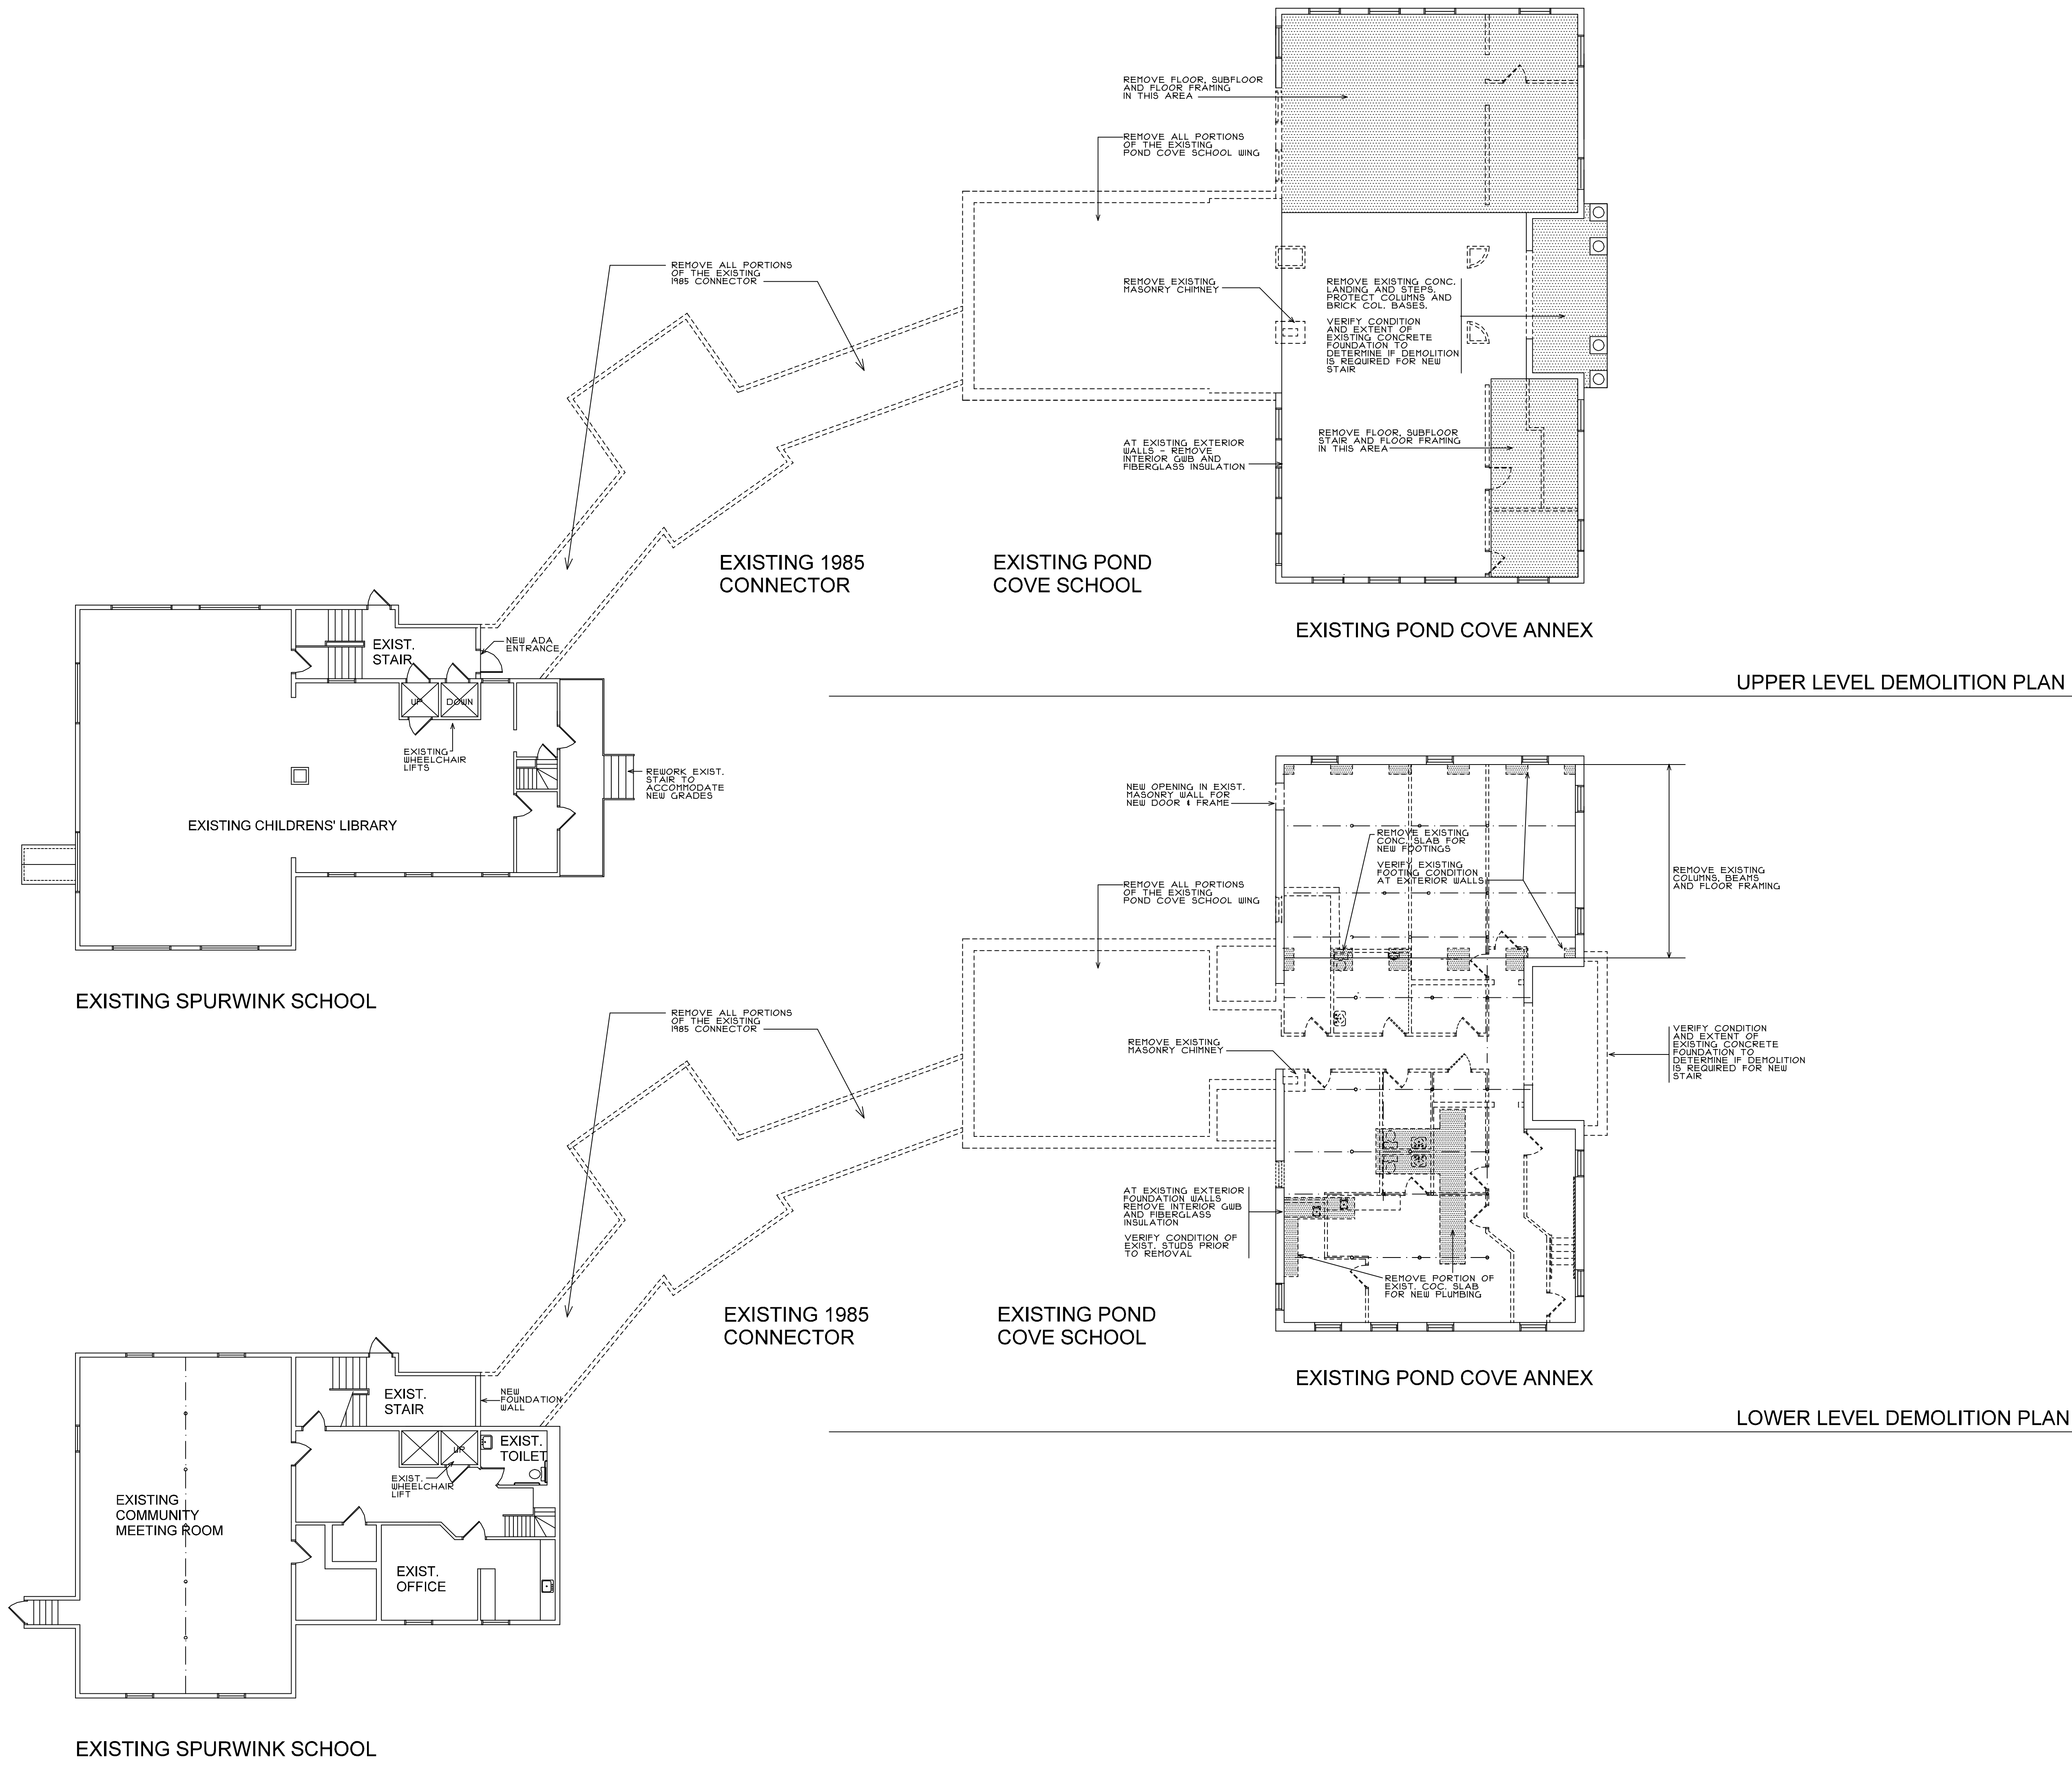 REMOVE FLOOR, SUBFLOOR
AND FLOOR FRAMING
IN THIS AREA
REMOVE ALL PORTIONS
OF THE EXISTING
POND COVE SCHOOL WING
REMOVE ALL PORTIONS
OF THE EXISTING
1985 CONNECTOR
REMOVE EXISTING
MASONRY CHIMNEY
REMOVE EXISTING CONC.
LANDING AND STEPS.
PROTECT COLUMNS AND
BRICK COL. BASES.
VERIFY CONDITION
AND EXTENT OF
EXISTING CONCRETE
FOUNDATION TO
DETERMINE IF DEMOLITION
IS REQUIRED FOR NEW
STAIR
AT EXISTING EXTERIOR
WALLS - REMOVE
INTERIOR GWB AND
FIBERGLASS INSULATION
REMOVE FLOOR, SUBFLOOR
STAIR AND FLOOR FRAMING
IN THIS AREA
EXISTING 1985
CONNECTOR
EXISTING POND
COVE SCHOOL
EXISTING POND COVE ANNEX
EXIST.
STAIR
NEW ADA
ENTRANCE
UP
DOWN
EXISTING
WHEELCHAIR
LIFTS
REWORK EXIST.
STAIR TO
ACCOMMODATE
NEW GRADES
EXISTING CHILDRENS' LIBRARY
EXISTING SPURWINK SCHOOL
UPPER LEVEL DEMOLITION PLAN
NEW OPENING IN EXIST.
MASONRY WALL FOR
NEW DOOR & FRAME
REMOVE EXISTING
CONC. SLAB FOR
NEW FOOTINGS
VERIFY EXISTING
FOOTING CONDITION
AT EXTERIOR WALLS
REMOVE EXISTING
COLUMNS, BEAMS
AND FLOOR FRAMING
REMOVE ALL PORTIONS
OF THE EXISTING
POND COVE SCHOOL WING
REMOVE ALL PORTIONS
OF THE EXISTING
1985 CONNECTOR
REMOVE EXISTING
MASONRY CHIMNEY
VERIFY CONDITION
AND EXTENT OF
EXISTING CONCRETE
FOUNDATION TO
DETERMINE IF DEMOLITION
IS REQUIRED FOR NEW
STAIR
AT EXISTING EXTERIOR
FOUNDATION WALLS
REMOVE INTERIOR GWB
AND FIBERGLASS
INSULATION
VERIFY CONDITION OF
EXIST. STUDS PRIOR
TO REMOVAL
REMOVE PORTION OF
EXIST. COC. SLAB
FOR NEW PLUMBING
EXISTING 1985
CONNECTOR
EXISTING POND
COVE SCHOOL
EXISTING POND COVE ANNEX
EXIST.
STAIR
NEW
FOUNDATION
WALL
UP
EXIST.
TOILET
EXIST.
WHEELCHAIR
LIFT
EXISTING
COMMUNITY
MEETING ROOM
EXIST.
OFFICE
EXISTING SPURWINK SCHOOL
LOWER LEVEL DEMOLITION PLAN